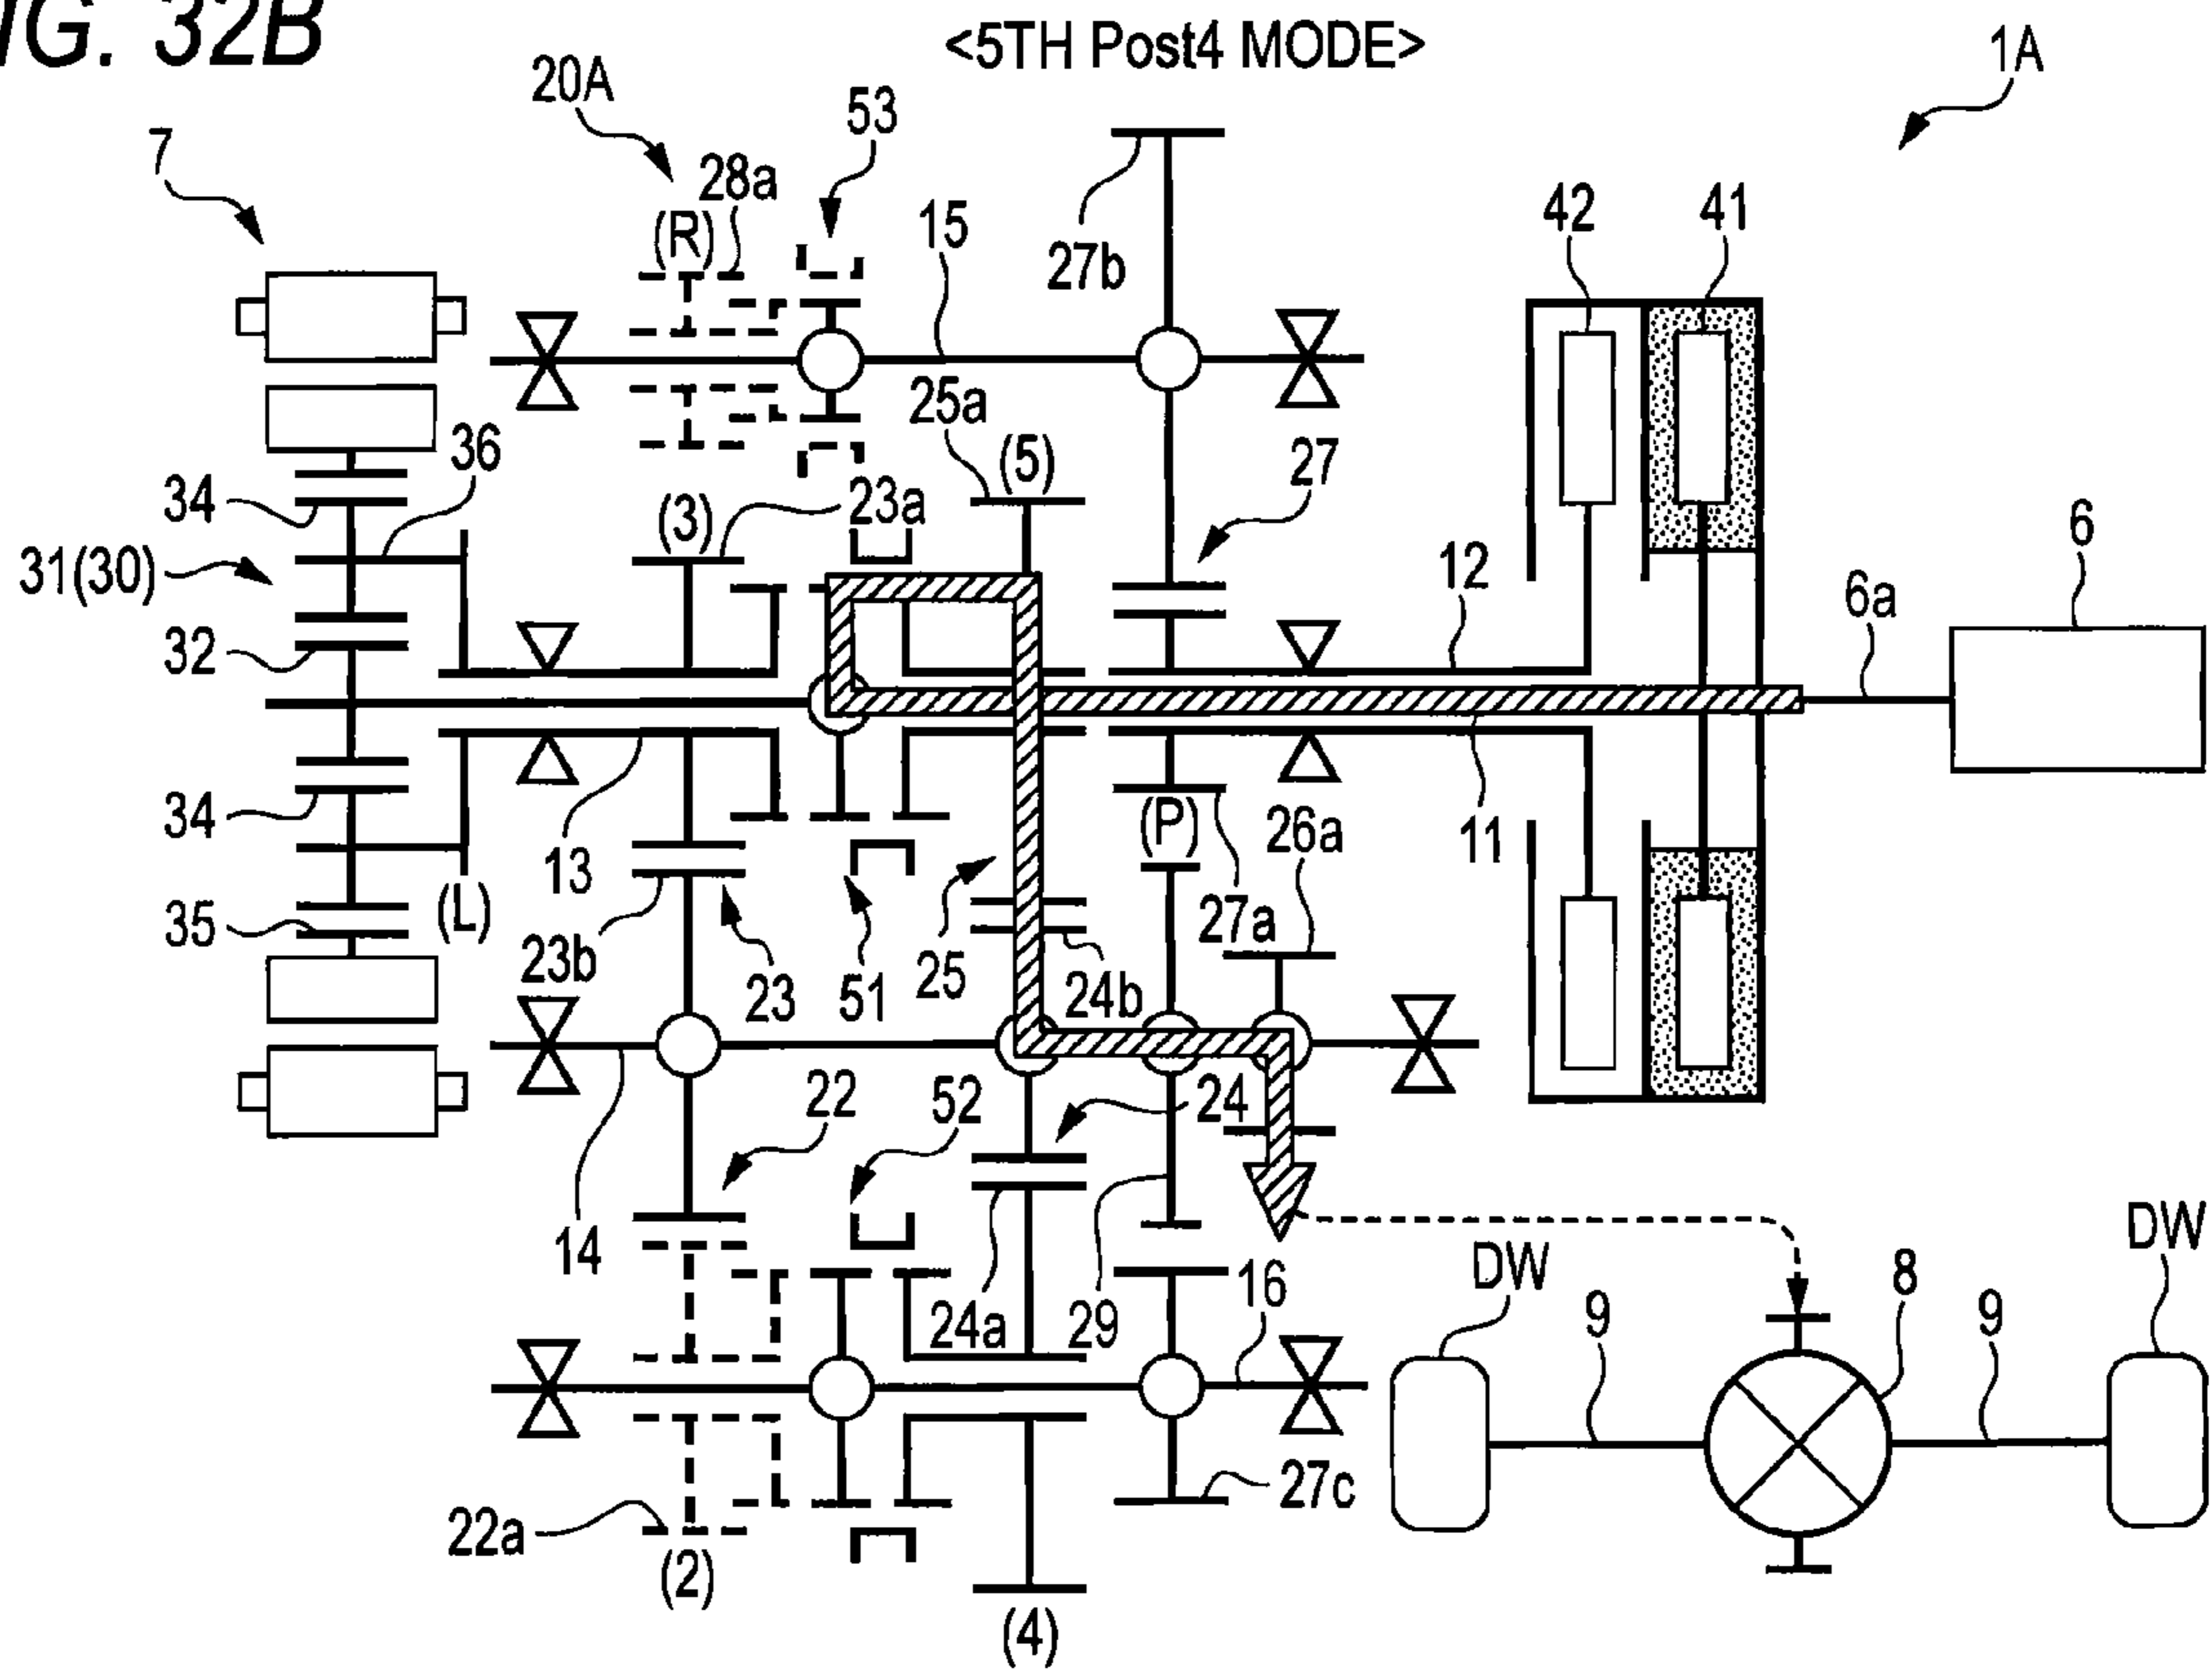 IG. 32B
<5TH Post4 MODE>
1A
20A
53
7
28a
(R)
15
27b
42
41
25a
36
(5)
27
34
(3)
23a
12
6
31(30)
6a
32
34
13
(P)
26a
11
35
(L)
23b
23
51
25
24b
27a
22
52
24
14
DW
DW
24a
29
16
9
8
9
22a
(2)
27c
(4)